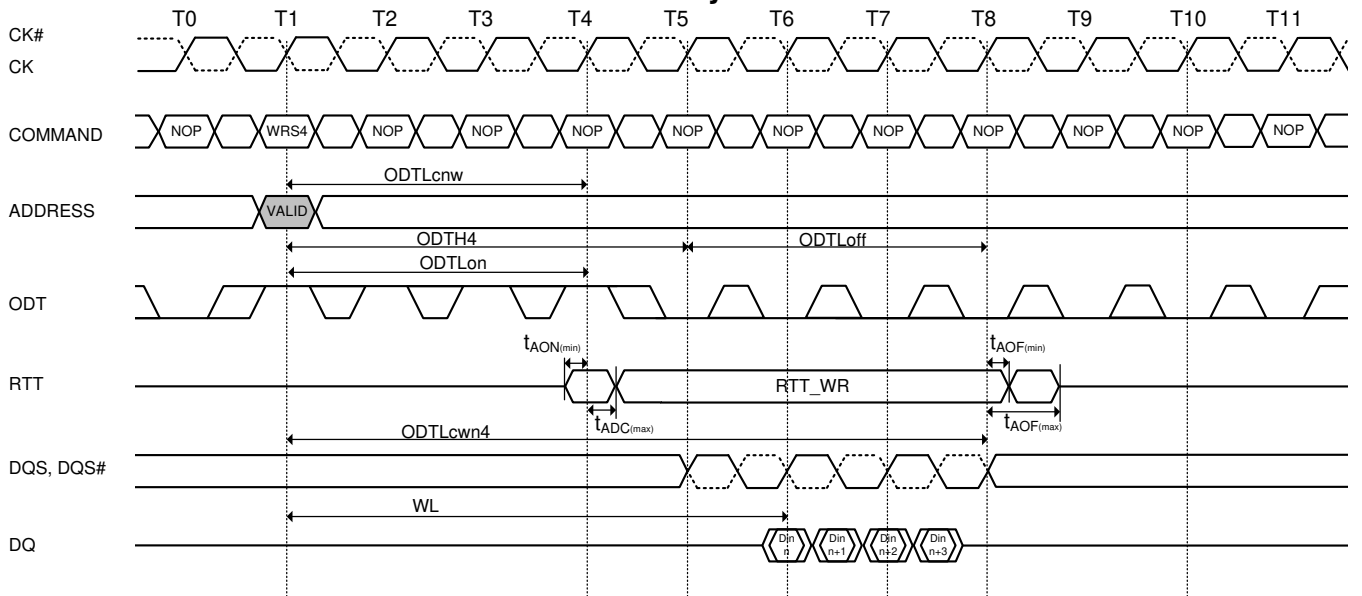 T0 T1 T2 T3 T4 T5 T6 T7 T8 T9 T10 T11
CK#
CK
COMMAND NOP WRS4 NOP NOP NOP NOP NOP NOP NOP NOP NOP NOP
ODTLcnw
ADDRESS VALID
ODTH4 ODTLoff
ODTLon
ODT
tAON(min) tAOF(min)
RTT RTT_WR
tADC(max) tAOF(max)
ODTLcwn4
DQS, DQS#
WL
DQ Din n Din n+1 Din n+2 Din n+3